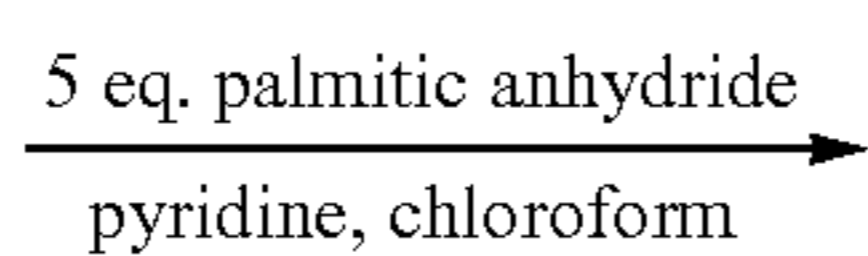 5 eq. palmitic anhydride
pyridine, chloroform